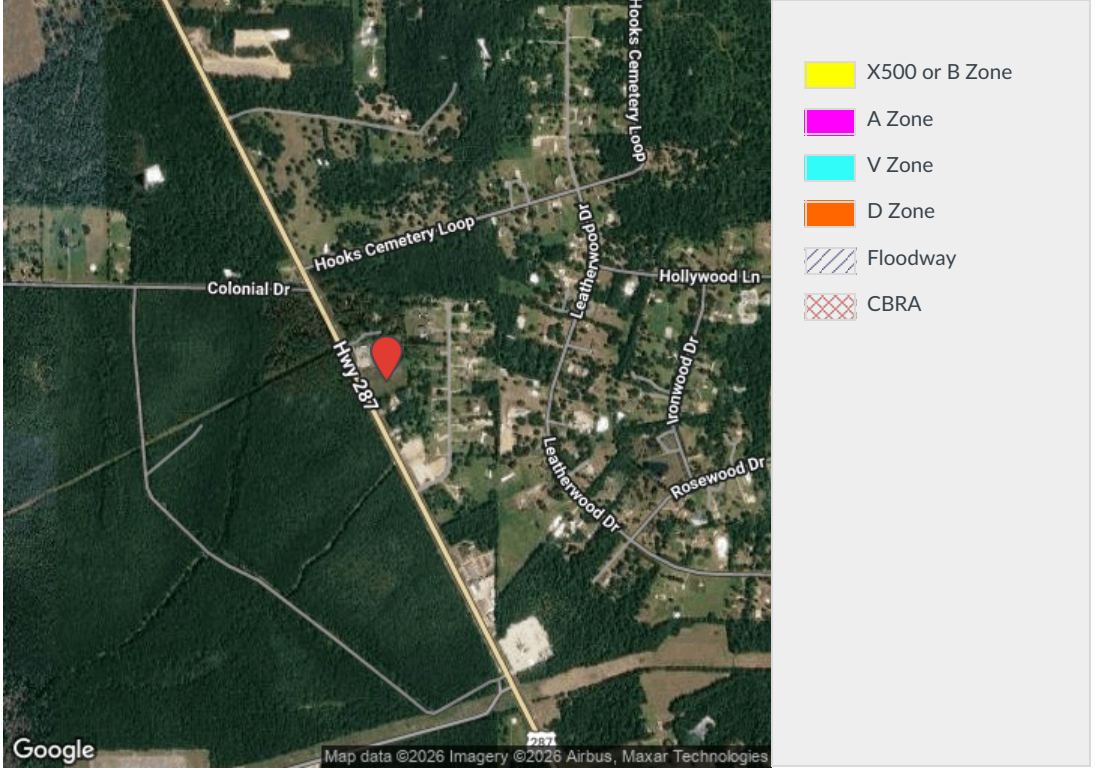 Hooks Cemetery Loop
Hooks Cemetery Loop
Leatherwood Dr
Hollywood Ln
Colonial Dr
Hwy 287
Ironwood Dr
Leatherwood Dr
Rosewood Dr
287
Google
Map data ©2026 Imagery ©2026 Airbus, Maxar Technologies
X500 or B Zone
A Zone
V Zone
D Zone
Floodway
CBRA